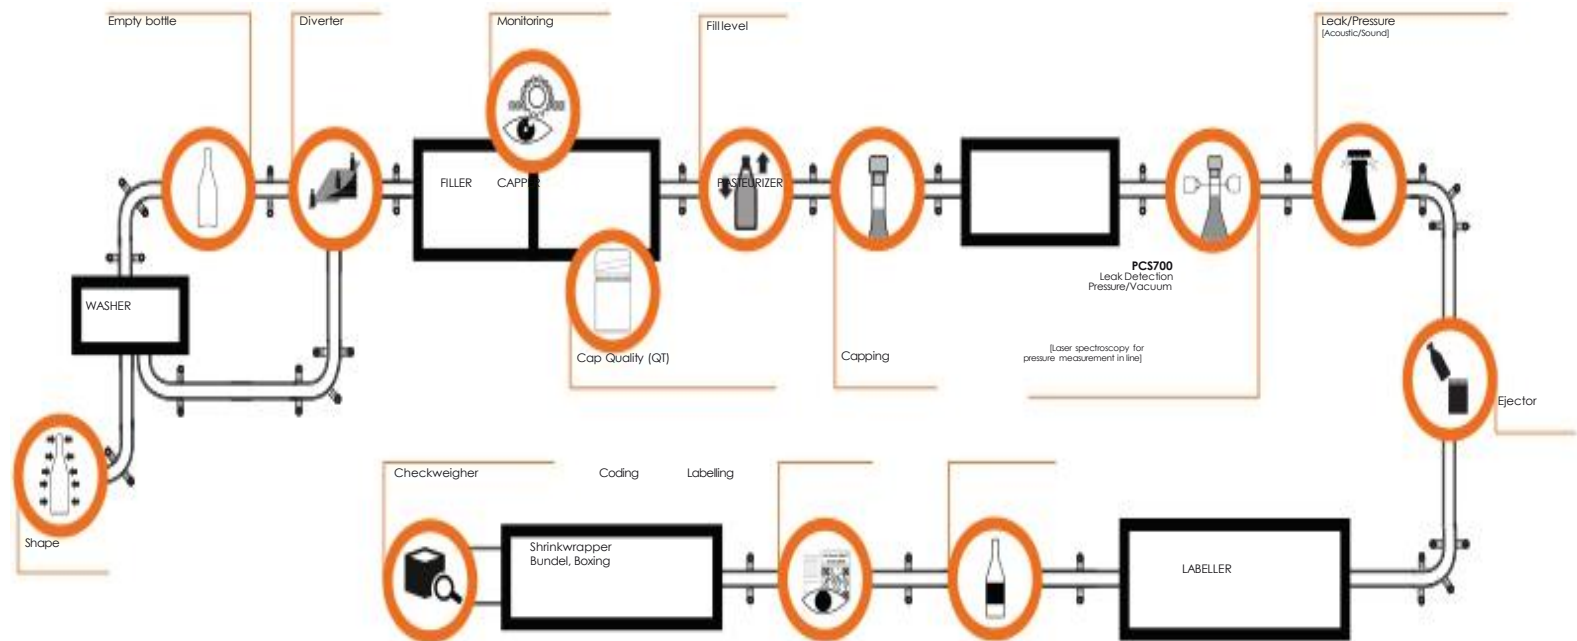 Empty bottle
Diverter
Monitoring
Fill level
Leak/Pressure
[Acoustic/Sound]
FILLER
CAPPER
PASTEURIZER
WASHER
PCS700
Leak Detection
Pressure/Vacuum
Cap Quality (QT)
Capping
[Laser spectroscopy for
pressure measurement in line]
Ejector
Checkweigher
Coding
Labelling
Shape
Shrinkwrapper
Bundel, Boxing
LABELLER